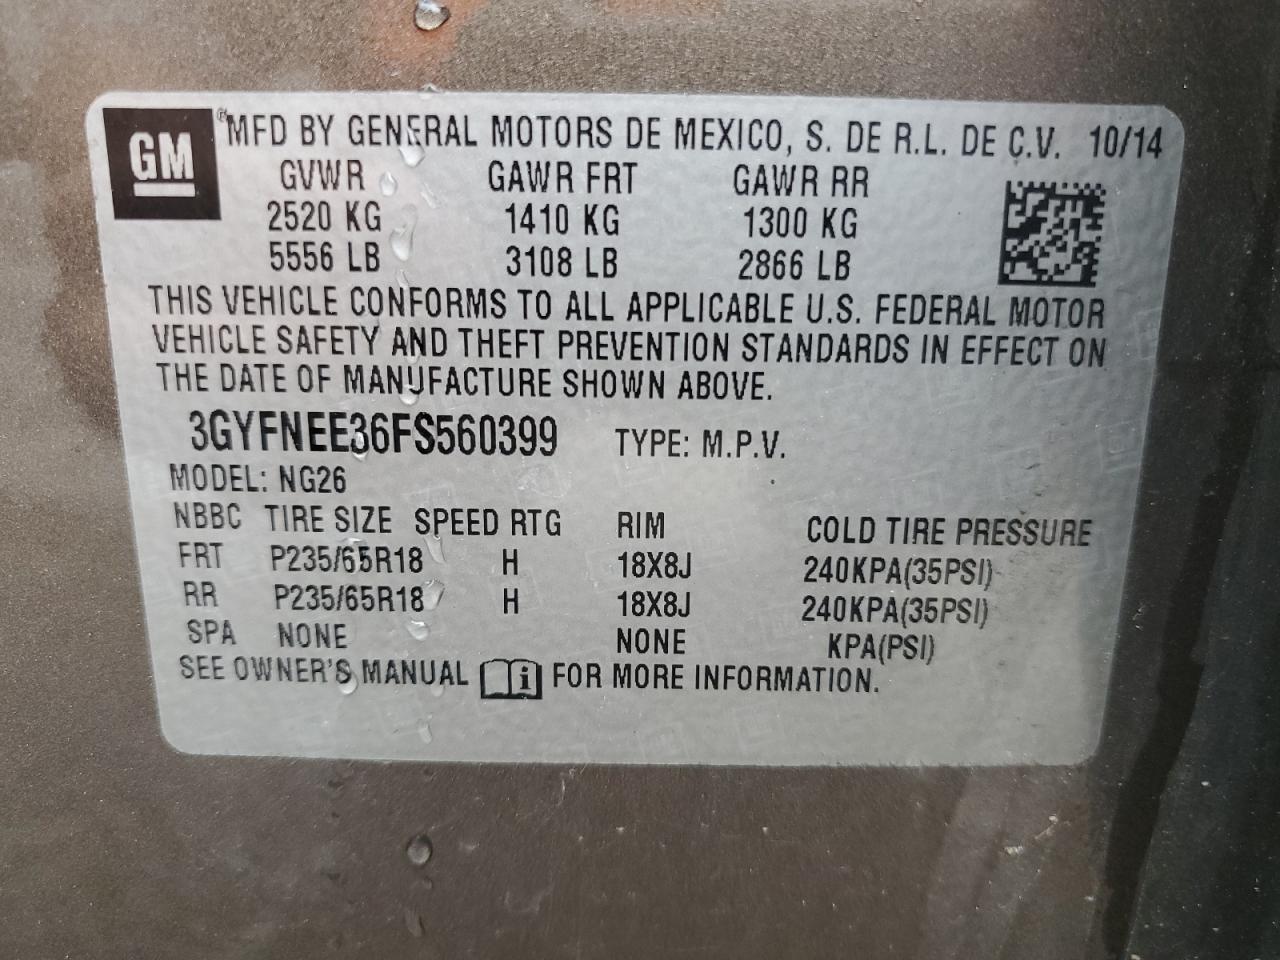 GM ® MFD BY GENERAL MOTORS DE MEXICO, S. DE R.L. DE C.V. 10/14
GVWR GAWR FRT GAWR RR
2520 KG 1410 KG 1300 KG
5556 LB 3108 LB 2866 LB
THIS VEHICLE CONFORMS TO ALL APPLICABLE U.S. FEDERAL MOTOR
VEHICLE SAFETY AND THEFT PREVENTION STANDARDS IN EFFECT ON
THE DATE OF MANUFACTURE SHOWN ABOVE.
3GYFNEE36FS560399 TYPE: M.P.V.
MODEL: NG26
NBBC TIRE SIZE SPEED RTG RIM COLD TIRE PRESSURE
FRT P235/65R18 H 18X8J 240KPA(35PSI)
RR P235/65R18 H 18X8J 240KPA(35PSI)
SPA NONE NONE KPA(PSI)
SEE OWNER'S MANUAL i FOR MORE INFORMATION.